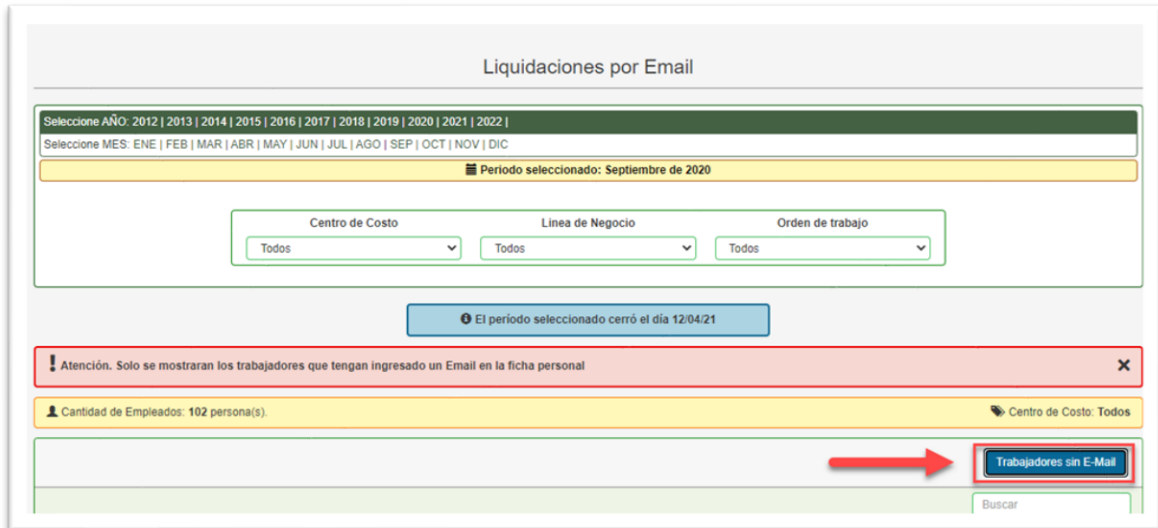 Liquidaciones por Email
Seleccione AÑO: 2012 | 2013 | 2014 | 2015 | 2016 | 2017 | 2018 | 2019 | 2020 | 2021 | 2022 |
Seleccione MES: ENE | FEB | MAR | ABR | MAY | JUN | JUL | AGO | SEP | OCT | NOV | DIC
Periodo seleccionado: Septiembre de 2020
Centro de Costo Linea de Negocio Orden de trabajo
Todos Todos Todos
El período seleccionado cerró el día 12/04/21
Atención. Solo se mostraran los trabajadores que tengan ingresado un Email en la ficha personal
Cantidad de Empleados: 102 persona(s). Centro de Costo: Todos
Trabajadores sin E-Mail
Buscar